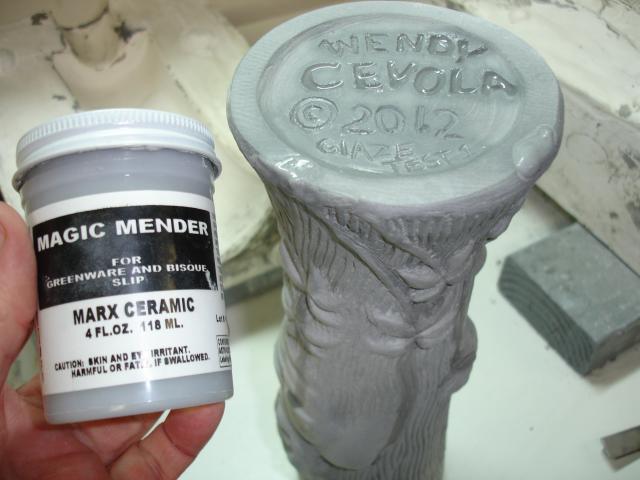 MAGIC MENDER
FOR
GREENWARE AND BISQUE
SLIP
MARX CERAMIC
4 FL.OZ. 118 ML.
CAUTION: SKIN AND EYE IRRITANT.
HARMFUL OR FATAL IF SWALLOWED.
WENDY
CEVOLA
© 2012
GLAZE
TEST 1